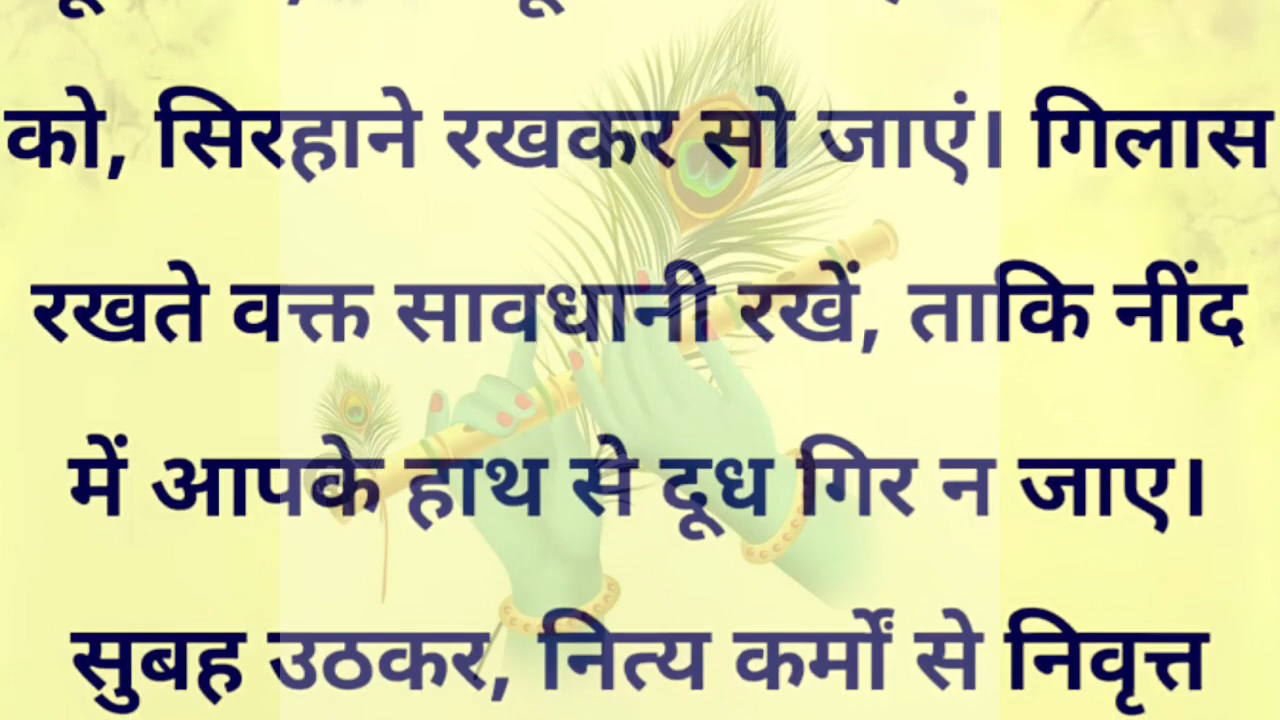 को, सिरहाने रखकर सो जाएं। गिलास
रखते वक्त सावधानी रखें, ताकि नींद
में आपके हाथ से दूध गिर न जाए।
सुबह उठकर, नित्य कर्मों से निवृत्त